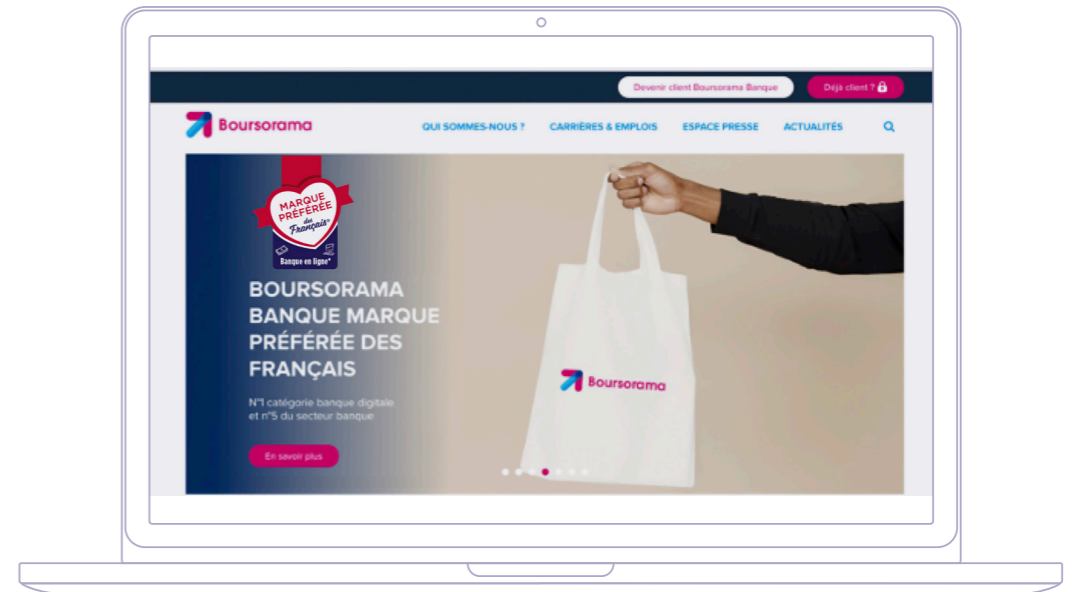 Devenir client Boursorama Banque
Déjà client ?
Boursorama
QUI SOMMES-NOUS ?
CARRIÈRES & EMPLOIS
ESPACE PRESSE
ACTUALITÉS
MARQUE
PRÉFÉRÉE
des
Français*
Banque en ligne*
BOURSORAMA
BANQUE MARQUE
PRÉFÉRÉE DES
FRANÇAIS
N°1 catégorie banque digitale
et n°5 du secteur banque
En savoir plus
Boursorama